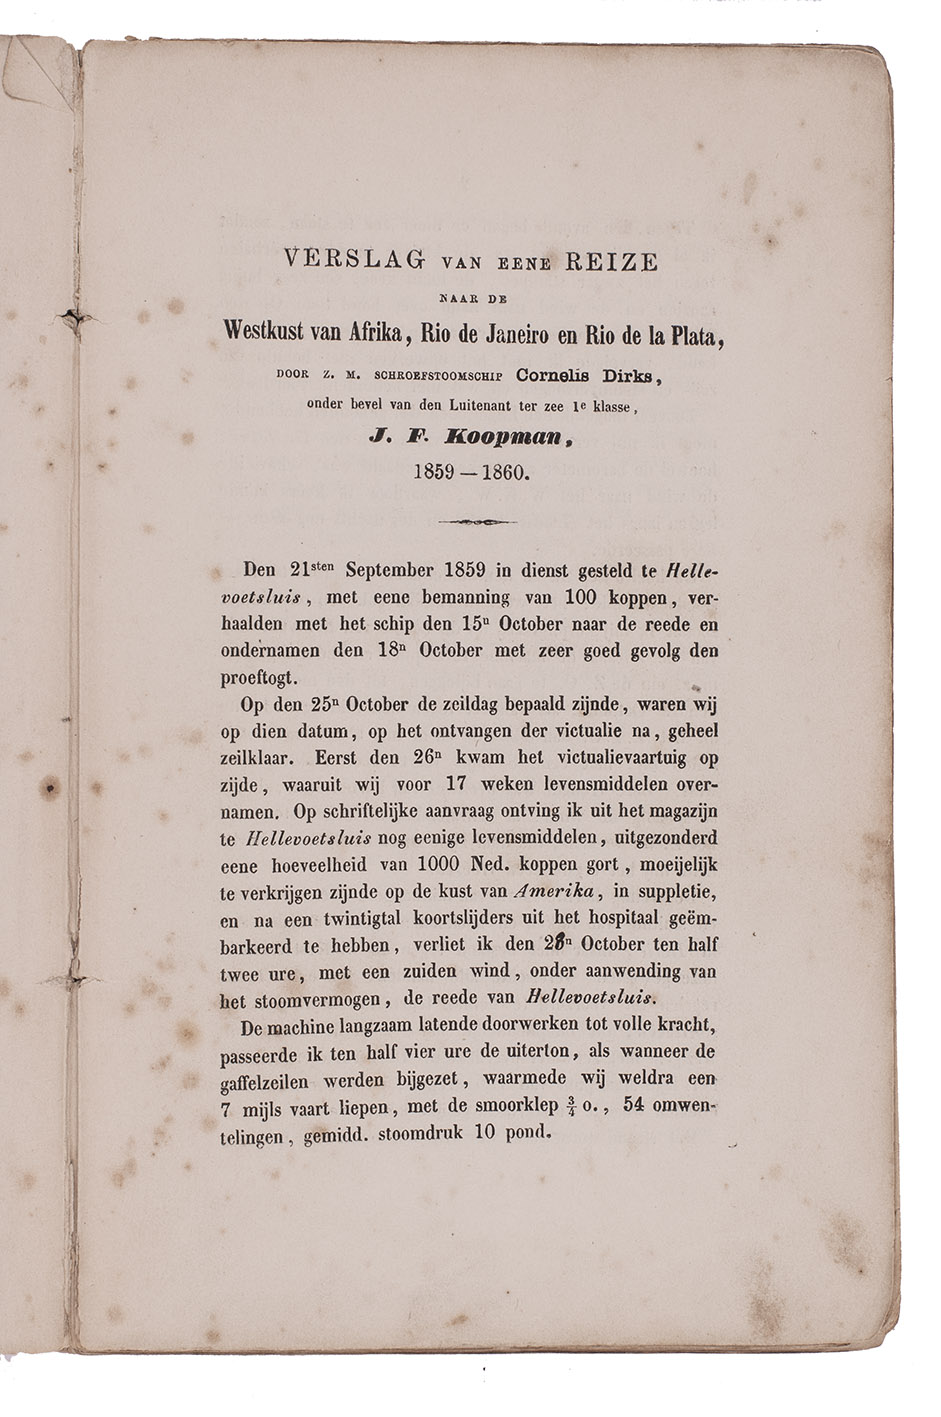 VERSLAG VAN EENE REIZE
NAAR DE
Westkust van Afrika, Rio de Janeiro en Rio de la Plata,
DOOR Z. M. SCHROEFSTOOMSCHIP Cornelis Dirks,
onder bevel van den Luitenant ter zee 1e klasse,
J. F. Koopman,
1859—1860.
Den 21sten September 1859 in dienst gesteld te Helle-
voetsluis, met eene bemanning van 100 koppen, ver-
haalden met het schip den 15n October naar de reede en
ondernamen den 18n October met zeer goed gevolg den
proeftogt.
Op den 25n October de zeildag bepaald zijnde, waren wij
op dien datum, op het ontvangen der victualie na, geheel
zeilklaar. Eerst den 26n kwam het victualievaartuig op
zijde, waaruit wij voor 17 weken levensmiddelen over-
namen. Op schriftelijke aanvraag ontving ik uit het magazijn
te Hellevoetsluis nog eenige levensmiddelen, uitgezonderd
eene hoeveelheid van 1000 Ned. koppen gort, moeijelijk
te verkrijgen zijnde op de kust van Amerika, in suppletie,
en na een twintigtal koortslijders uit het hospitaal geëm-
barkeerd te hebben, verliet ik den October ten half
twee ure, met een zuiden wind, onder aanwending van
het stoomvermogen, de reede van Hellevoetsluis.
De machine langzaam latende doorwerken tot volle kracht,
passeerde ik ten half vier ure de uiterton, als wanneer de
gaffelzeilen werden bijgezet, waarmede wij weldra een
7 mijls vaart liepen, met de smoorklep ¾ o., 54 omwen-
telingen, gemidd. stoomdruk 10 pond.